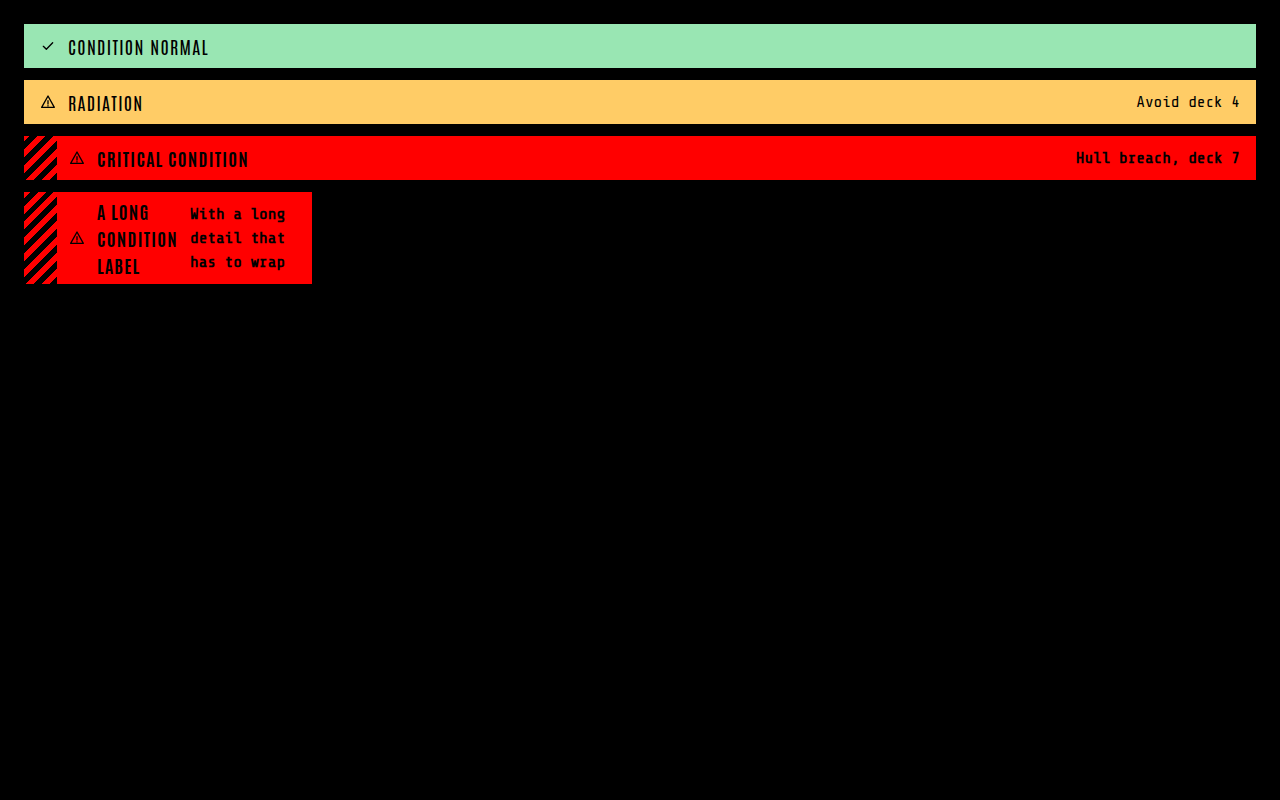 CONDITION NORMAL
RADIATION Avoid deck 4
CRITICAL CONDITION Hull breach, deck 7
A LONG CONDITION LABEL
With a long
detail that
has to wrap